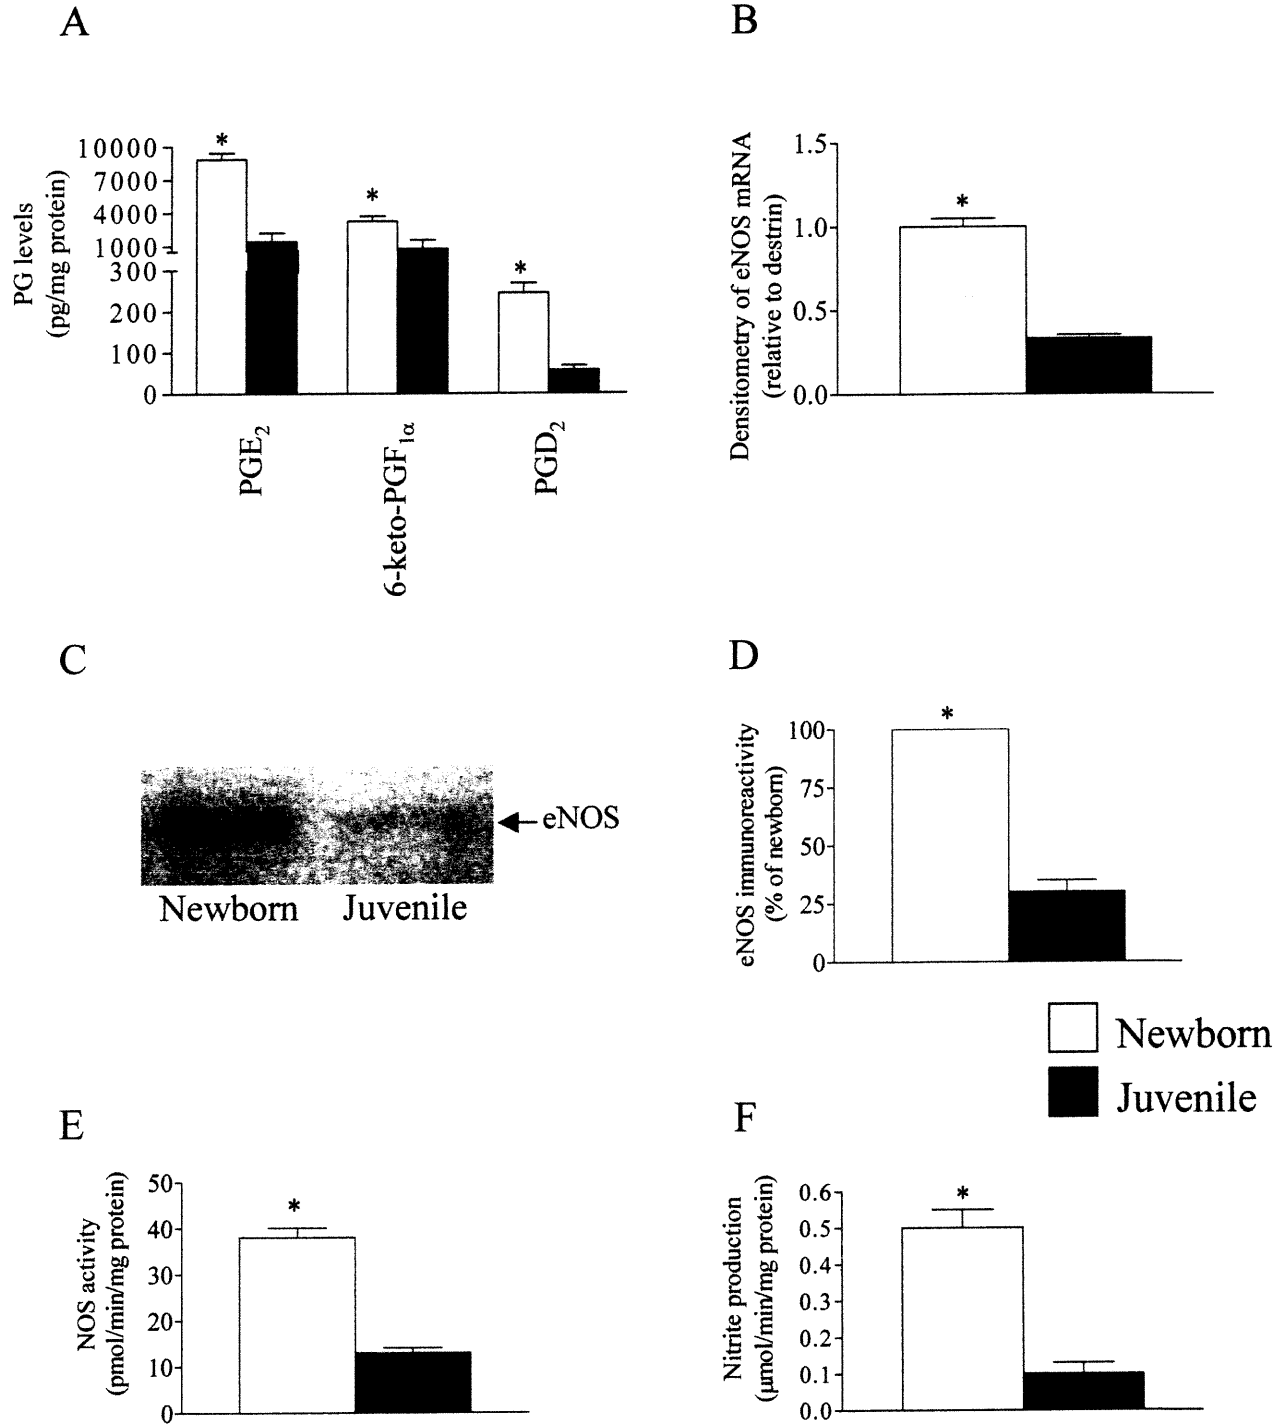 A
PG levels
(pg/mg protein)
10000
7000
4000
1000
300
200
100
0
*
*
*
PGE2
6-keto-PGF1α
PGD2
B
Densitometry of eNOS mRNA
(relative to destrin)
1.5
1.0
0.5
0.0
*
C
eNOS
Newborn Juvenile
D
eNOS immunoreactivity
(% of newborn)
100
75
50
25
0
*
Newborn
Juvenile
E
NOS activity
(pmol/min/mg protein)
50
40
30
20
10
0
*
F
Nitrite production
(µmol/min/mg protein)
0.6
0.5
0.4
0.3
0.2
0.1
0.0
*